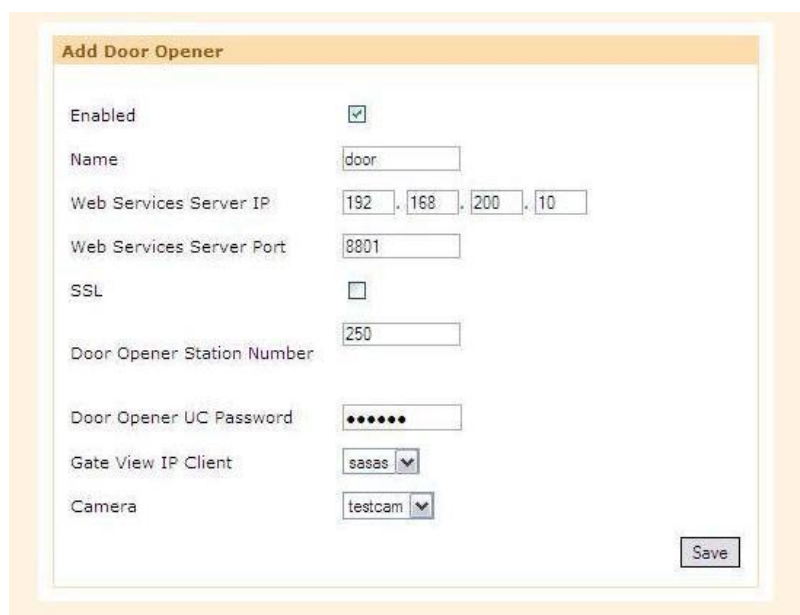 Add Door Opener
Enabled
Name door
Web Services Server IP 192 . 168 . 200 . 10
Web Services Server Port 8801
SSL
Door Opener Station Number 250
Door Opener UC Password ●●●●●●
Gate View IP Client sasas
Camera testcam
Save